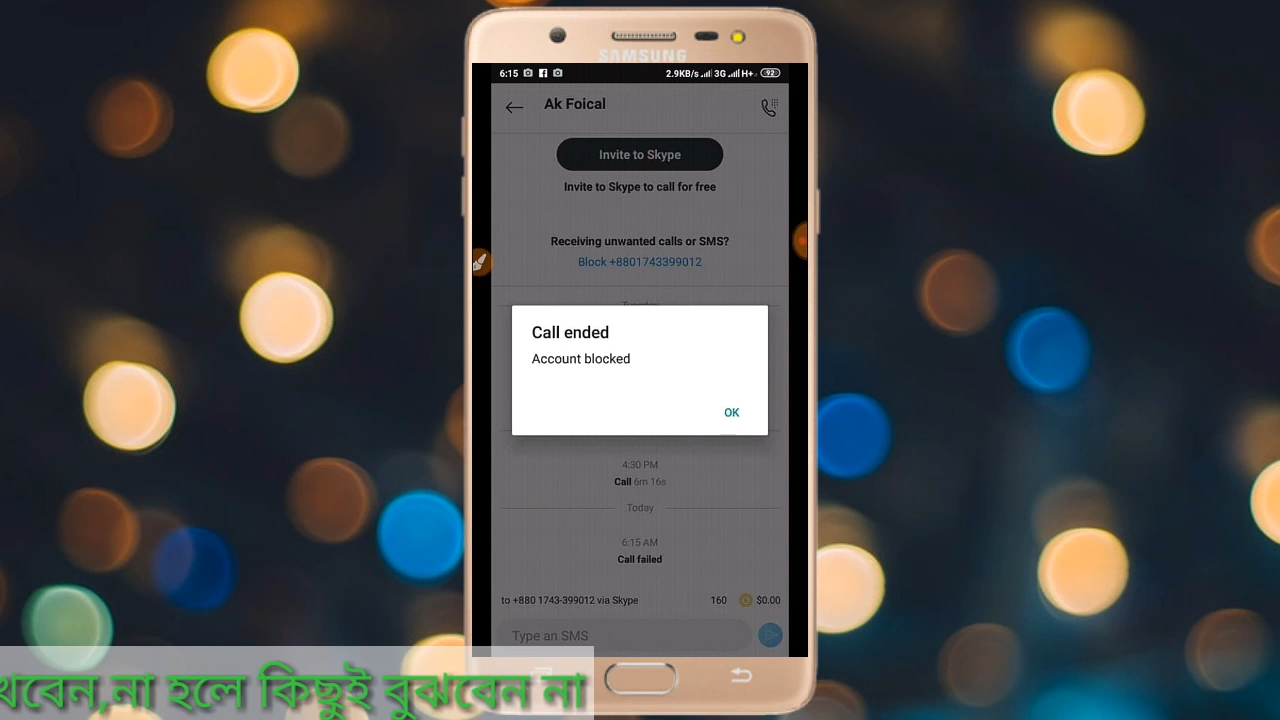 SAMSUNG
6:15 2.9KB/s 3G H+ 92
Ak Foical
Invite to Skype
Invite to Skype to call for free
Receiving unwanted calls or SMS?
Block +8801743399012
Tuesday
Call ended
Account blocked
OK
4:30 PM
Call 6m 16s
Today
6:15 AM
Call failed
to +880 1743-399012 via Skype 160 $0.00
Type an SMS
না হলে কিছুই বুঝবেন না